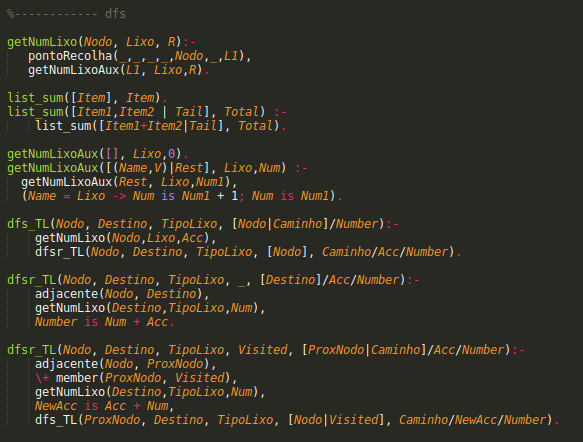 %------------ dfs
getNumLixo(Nodo, Lixo, R):-
pontoRecolha(_,_,_,_,Nodo,_,L1),
getNumLixoAux(L1, Lixo,R).
list_sum([Item], Item).
list_sum([Item1,Item2 | Tail], Total) :-
list_sum([Item1+Item2|Tail], Total).
getNumLixoAux([], Lixo,0).
getNumLixoAux([(Name,V)|Rest], Lixo,Num) :-
getNumLixoAux(Rest, Lixo,Num1),
(Name = Lixo -> Num is Num1 + 1; Num is Num1).
dfs_TL(Nodo, Destino, TipoLixo, [Nodo|Caminho]/Number):-
getNumLixo(Nodo,Lixo,Acc),
dfsr_TL(Nodo, Destino, TipoLixo, [Nodo], Caminho/Acc/Number).
dfsr_TL(Nodo, Destino, TipoLixo, _, [Destino]/Acc/Number):-
adjacente(Nodo, Destino),
getNumLixo(Destino,TipoLixo,Num),
Number is Num + Acc.
dfsr_TL(Nodo, Destino, TipoLixo, Visited, [ProxNodo|Caminho]/Acc/Number):-
adjacente(Nodo, ProxNodo),
\+ member(ProxNodo, Visited),
getNumLixo(Destino,TipoLixo,Num),
NewAcc is Acc + Num,
dfs_TL(ProxNodo, Destino, TipoLixo, [Nodo|Visited], Caminho/NewAcc/Number).